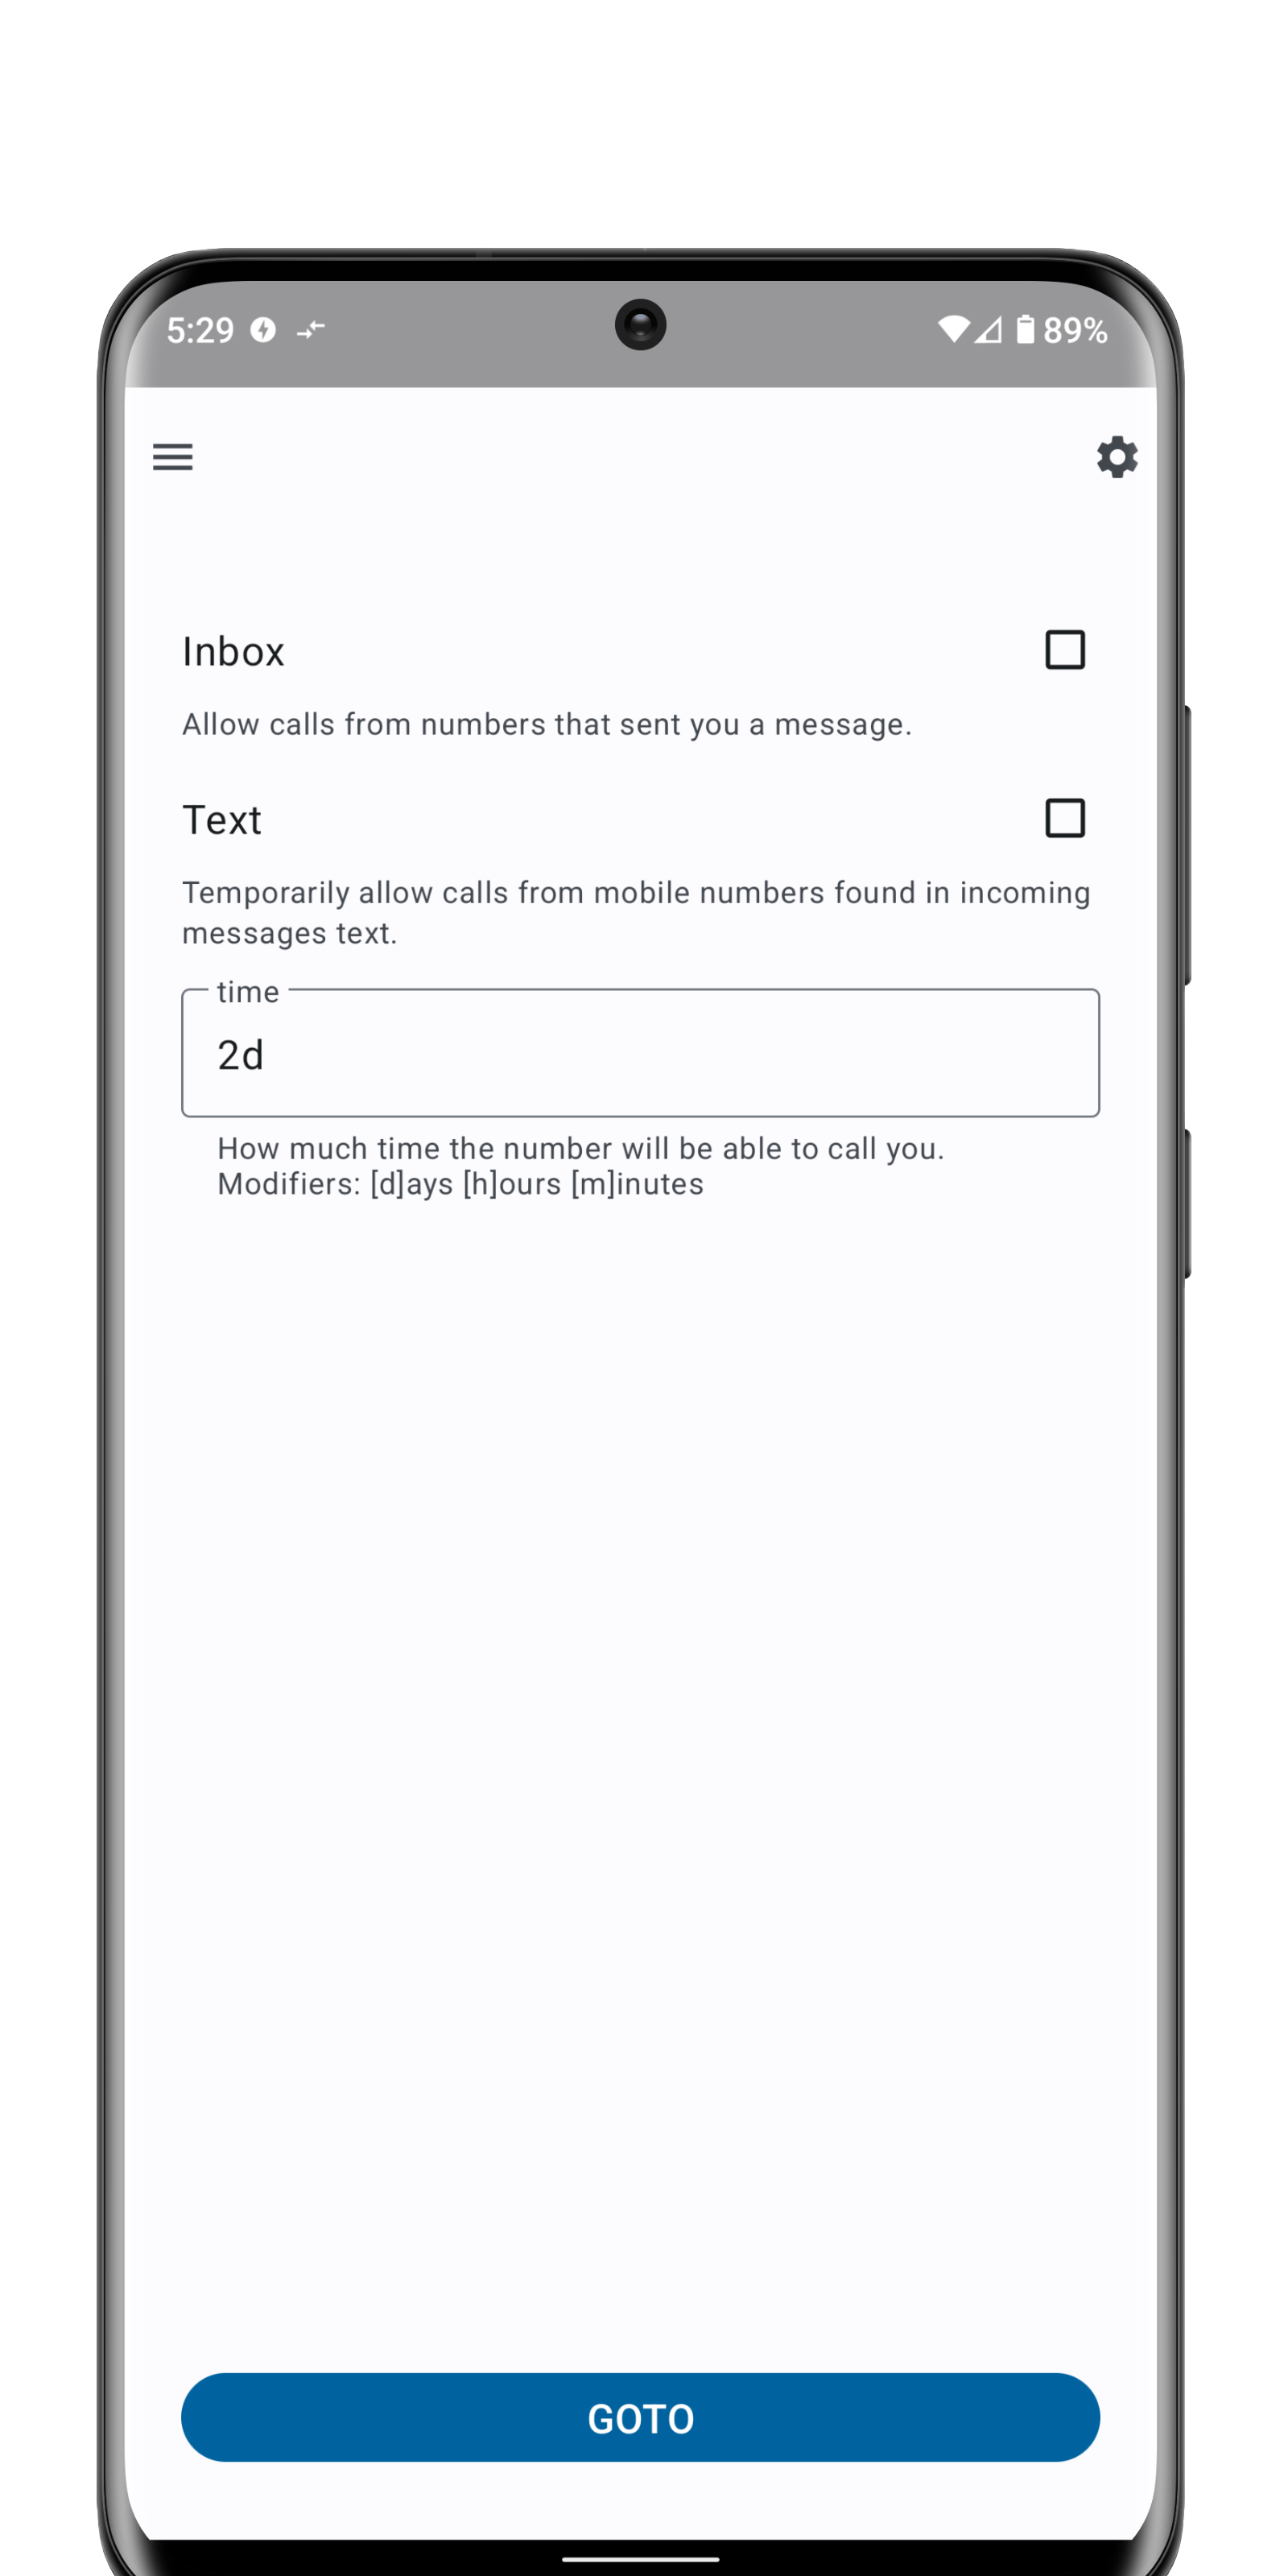 5:29
89%
Inbox
Allow calls from numbers that sent you a message.
Text
Temporarily allow calls from mobile numbers found in incoming
messages text.
time
2d
How much time the number will be able to call you.
Modifiers: [d]ays [h]ours [m]inutes
GOTO